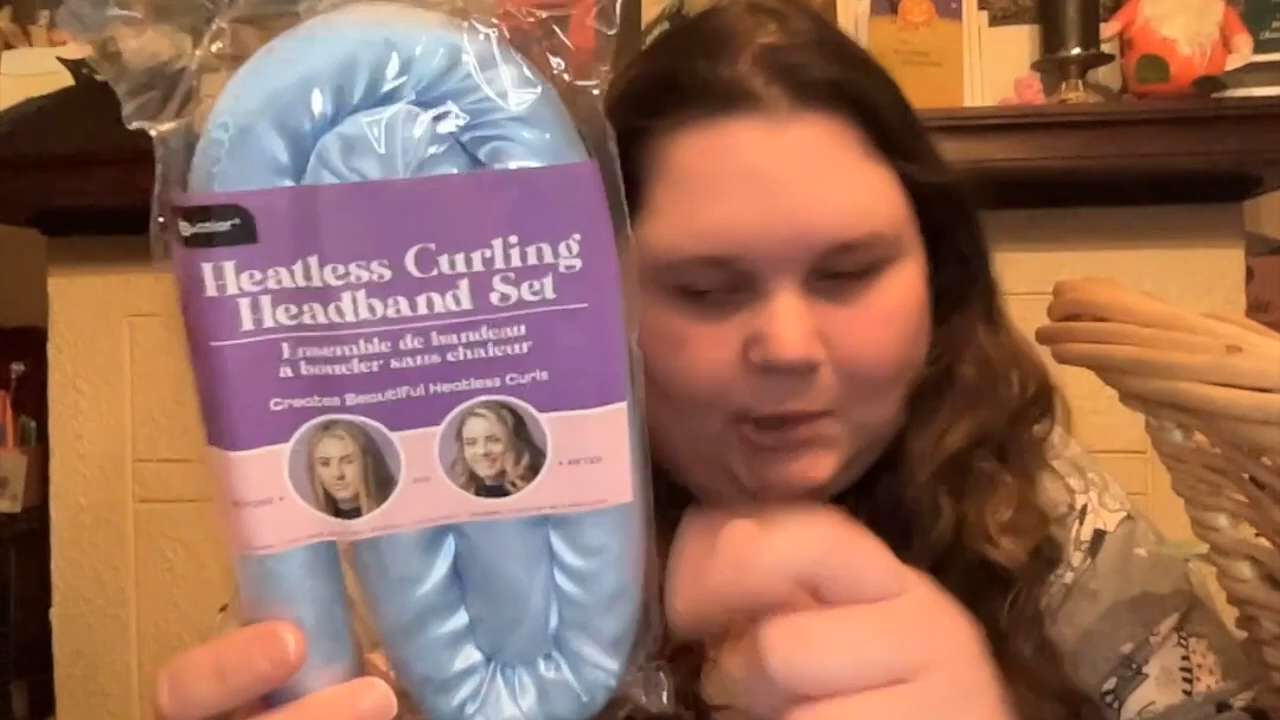 Heatless Curling
Headband Set
Ensemble de bandeau
à boucler sans chaleur
Creates Beautiful Heatless Curls